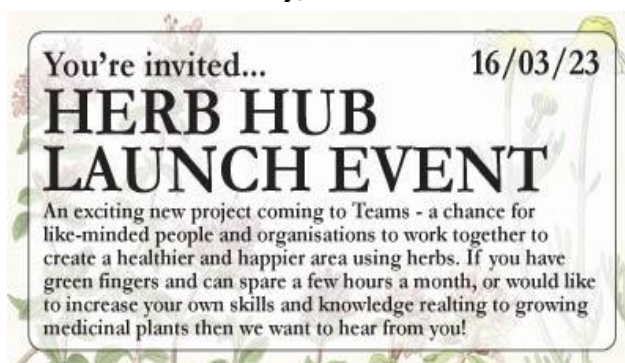 You're invited...
16/03/23
HERB HUB
LAUNCH EVENT
An exciting new project coming to Teams - a chance for
like-minded people and organisations to work together to
create a healthier and happier area using herbs. If you have
green fingers and can spare a few hours a month, or would like
to increase your own skills and knowledge realting to growing
medicinal plants then we want to hear from you!